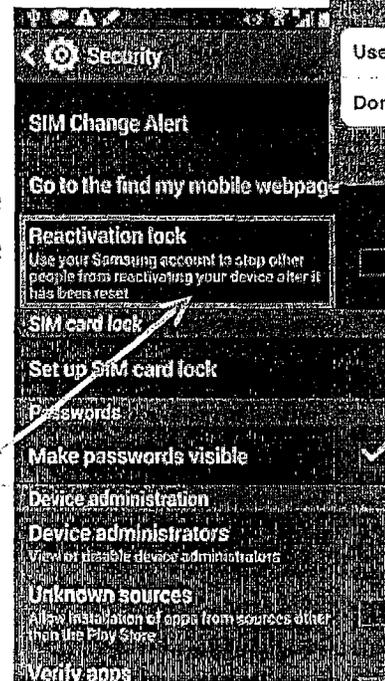 Security
Use
Don
SIM Change Alert
Go to the find my mobile webpage
Reactivation lock
Use your Samsung account to stop other
people from reactivating your device after it
has been reset
SIM card lock
Set up SIM card lock
Passwords
Make passwords visible
Device administration
Device administrators
View or disable device administrators
Unknown sources
Allow installation of apps from sources other
than the Play Store
Verify apps